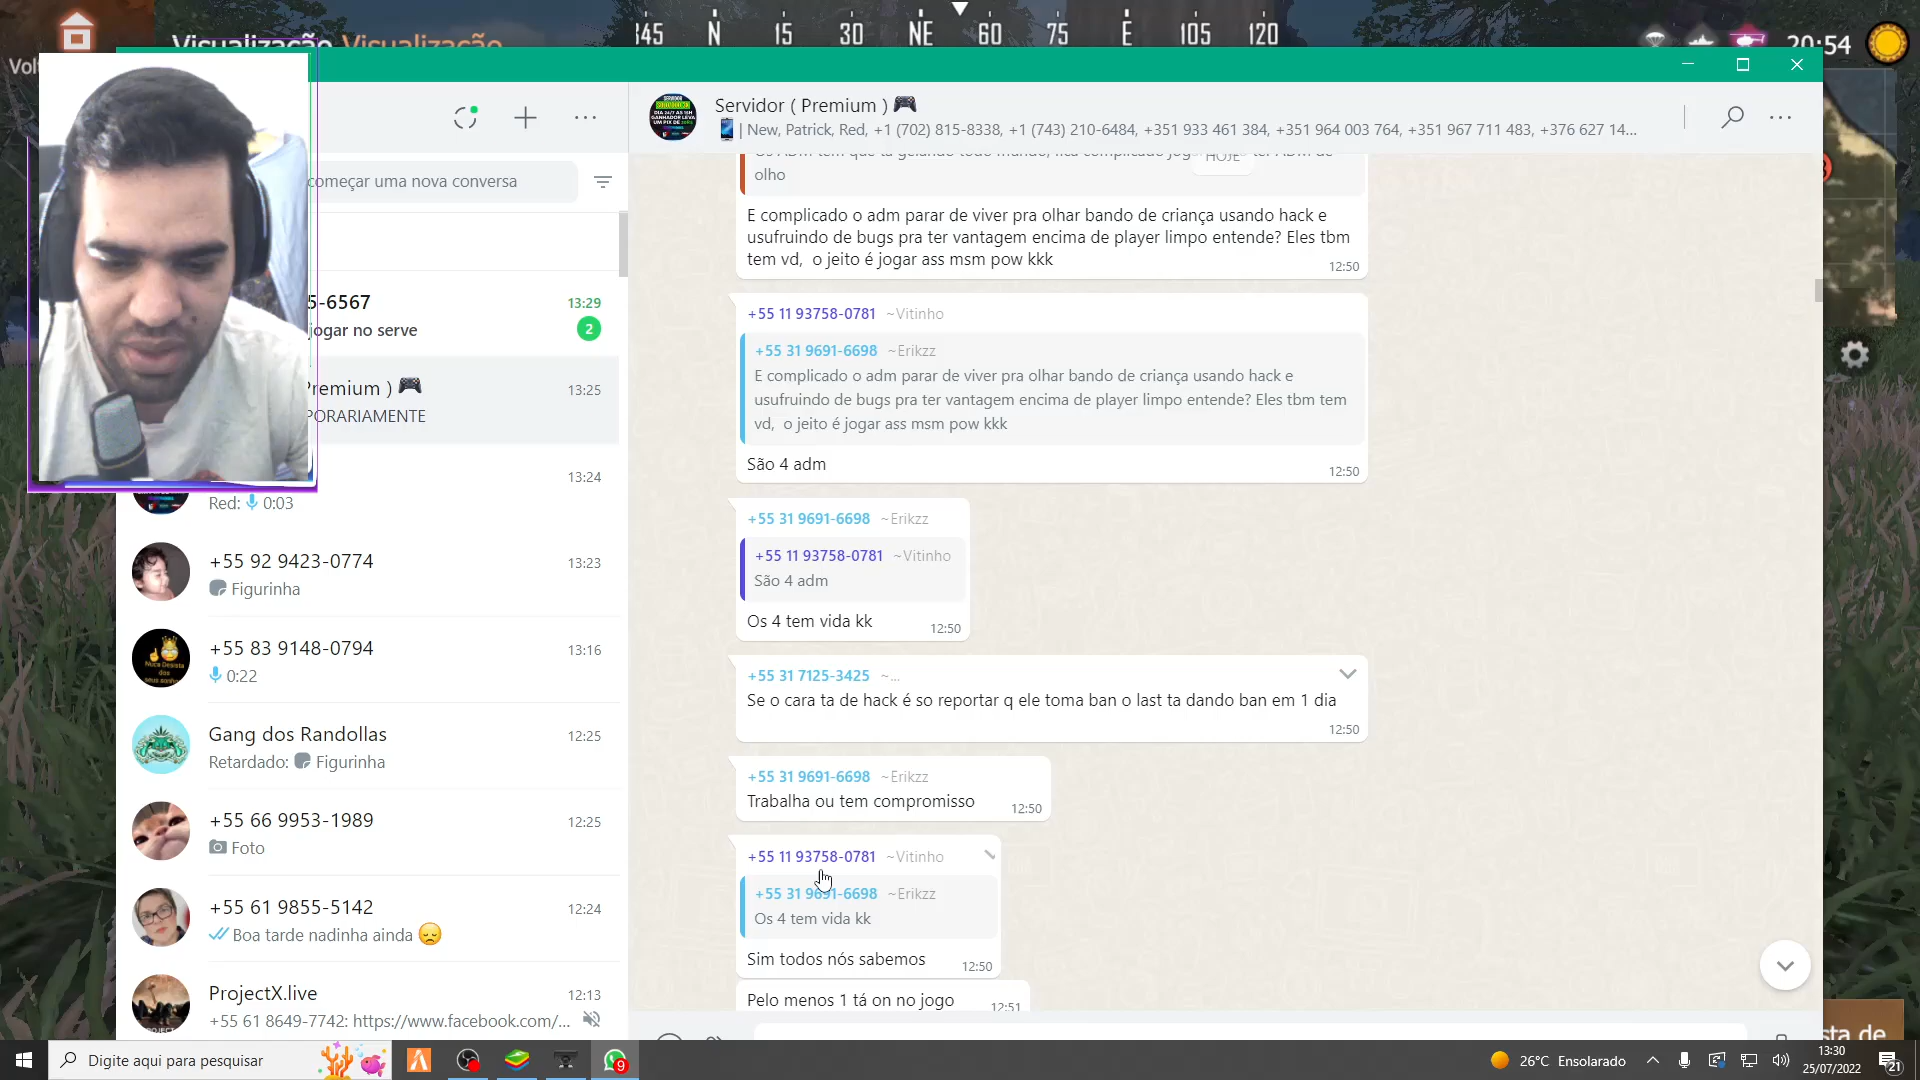 345 N 15 30 NE 60 75 E 105 120
20:54
Visualização Visualização
começar uma nova conversa
5-6567
13:29
jogar no serve
2
Premium ) 🎮
13:25
PORARIAMENTE
13:24
Red: 0:03
+55 92 9423-0774
13:23
Figurinha
+55 83 9148-0794
13:16
0:22
Gang dos Randollas
12:25
Retardado: Figurinha
+55 66 9953-1989
12:25
Foto
+55 61 9855-5142
12:24
Boa tarde nadinha ainda 😞
ProjectX.live
12:13
+55 61 8649-7742: https://www.facebook.com/...
Servidor ( Premium ) 🎮
📱 | New, Patrick, Red, +1 (702) 815-8338, +1 (743) 210-6484, +351 933 461 384, +351 964 003 764, +351 967 711 483, +376 627 14...
HOJE
olho
E complicado o adm parar de viver pra olhar bando de criança usando hack e
usufruindo de bugs pra ter vantagem encima de player limpo entende? Eles tbm
tem vd, o jeito é jogar ass msm pow kkk
12:50
+55 11 93758-0781 ~Vitinho
+55 31 9691-6698 ~Erikzz
E complicado o adm parar de viver pra olhar bando de criança usando hack e
usufruindo de bugs pra ter vantagem encima de player limpo entende? Eles tbm tem
vd, o jeito é jogar ass msm pow kkk
São 4 adm
12:50
+55 31 9691-6698 ~Erikzz
+55 11 93758-0781 ~Vitinho
São 4 adm
Os 4 tem vida kk
12:50
+55 31 7125-3425 ~...
Se o cara ta de hack é so reportar q ele toma ban o last ta dando ban em 1 dia
12:50
+55 31 9691-6698 ~Erikzz
Trabalha ou tem compromisso
12:50
+55 11 93758-0781 ~Vitinho
+55 31 9691-6698 ~Erikzz
Os 4 tem vida kk
Sim todos nós sabemos
12:50
Pelo menos 1 tá on no jogo
12:51
sta de
Digite aqui para pesquisar
9
26°C Ensolarado
13:30
25/07/2022
21